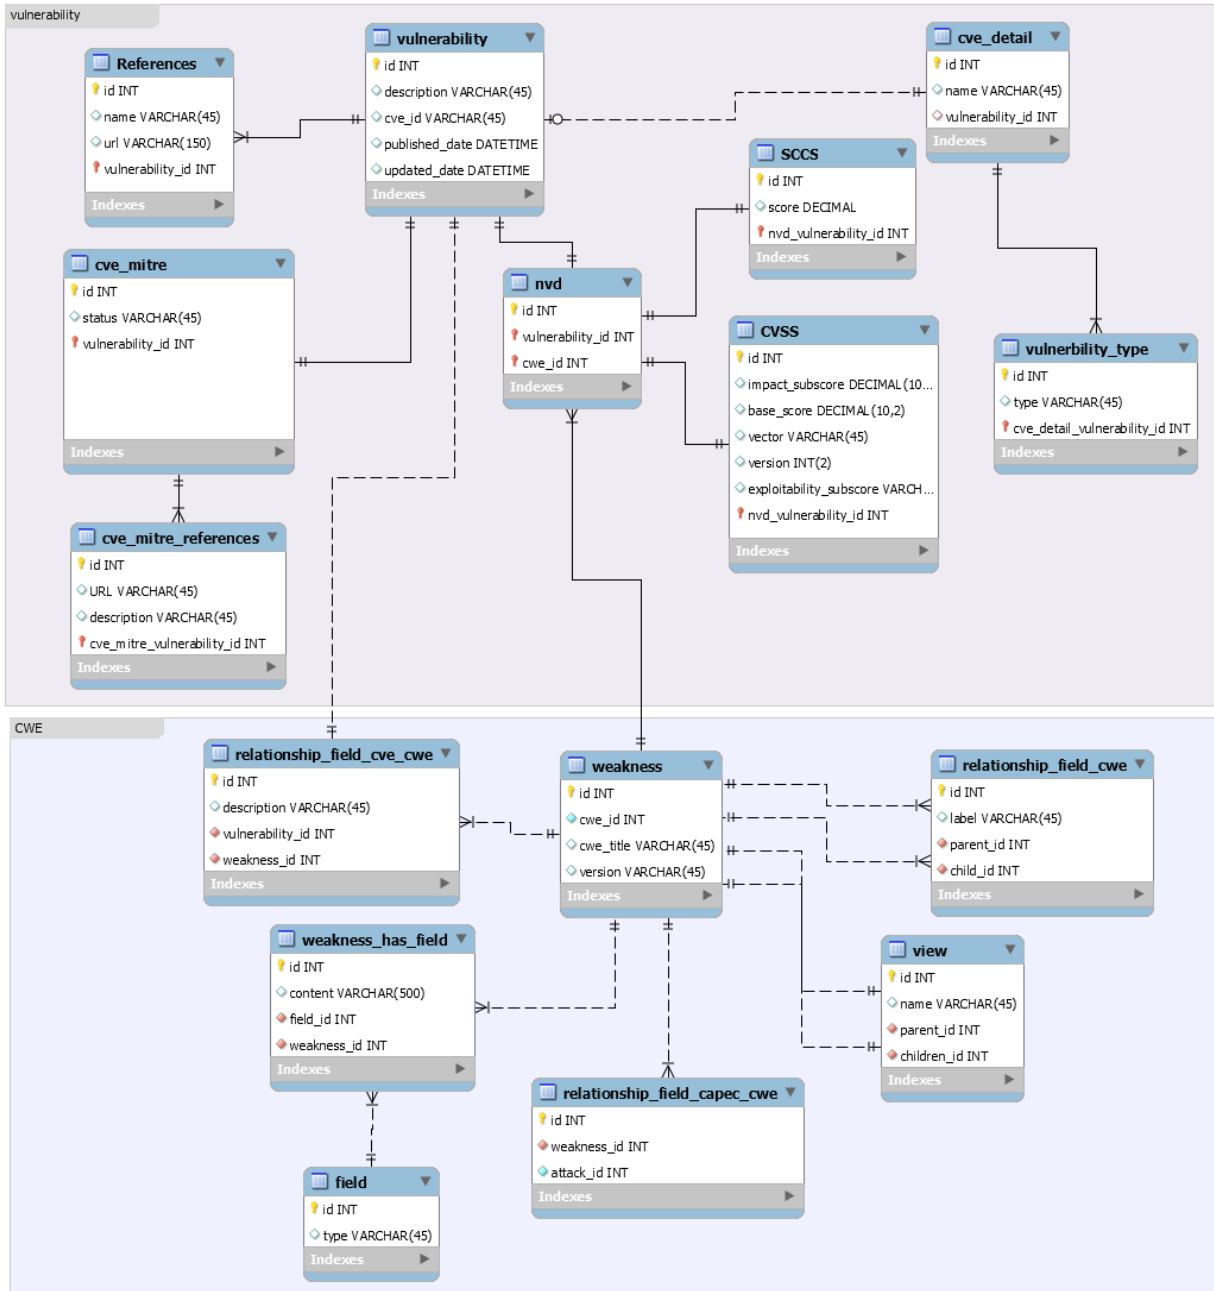 vulnerability
References
id INT
name VARCHAR(45)
url VARCHAR(150)
vulnerability_id INT
Indexes
vulnerability
id INT
description VARCHAR(45)
cve_id VARCHAR(45)
published_date DATETIME
updated_date DATETIME
Indexes
cve_detail
id INT
name VARCHAR(45)
vulnerability_id INT
Indexes
SCCS
id INT
score DECIMAL
nvd_vulnerability_id INT
Indexes
cve_mitre
id INT
status VARCHAR(45)
vulnerability_id INT
Indexes
nvd
id INT
vulnerability_id INT
cwe_id INT
Indexes
CVSS
id INT
impact_subscore DECIMAL(10...
base_score DECIMAL(10,2)
vector VARCHAR(45)
version INT(2)
exploitability_subscore VARCH...
nvd_vulnerability_id INT
Indexes
vulnerbility_type
id INT
type VARCHAR(45)
cve_detail_vulnerability_id INT
Indexes
cve_mitre_references
id INT
URL VARCHAR(45)
description VARCHAR(45)
cve_mitre_vulnerability_id INT
Indexes
CWE
relationship_field_cve_cwe
id INT
description VARCHAR(45)
vulnerability_id INT
weakness_id INT
Indexes
weakness
id INT
cwe_id INT
cwe_title VARCHAR(45)
version VARCHAR(45)
Indexes
relationship_field_cwe
id INT
label VARCHAR(45)
parent_id INT
child_id INT
Indexes
weakness_has_field
id INT
content VARCHAR(500)
field_id INT
weakness_id INT
Indexes
view
id INT
name VARCHAR(45)
parent_id INT
children_id INT
Indexes
relationship_field_capec_cwe
id INT
weakness_id INT
attack_id INT
Indexes
field
id INT
type VARCHAR(45)
Indexes